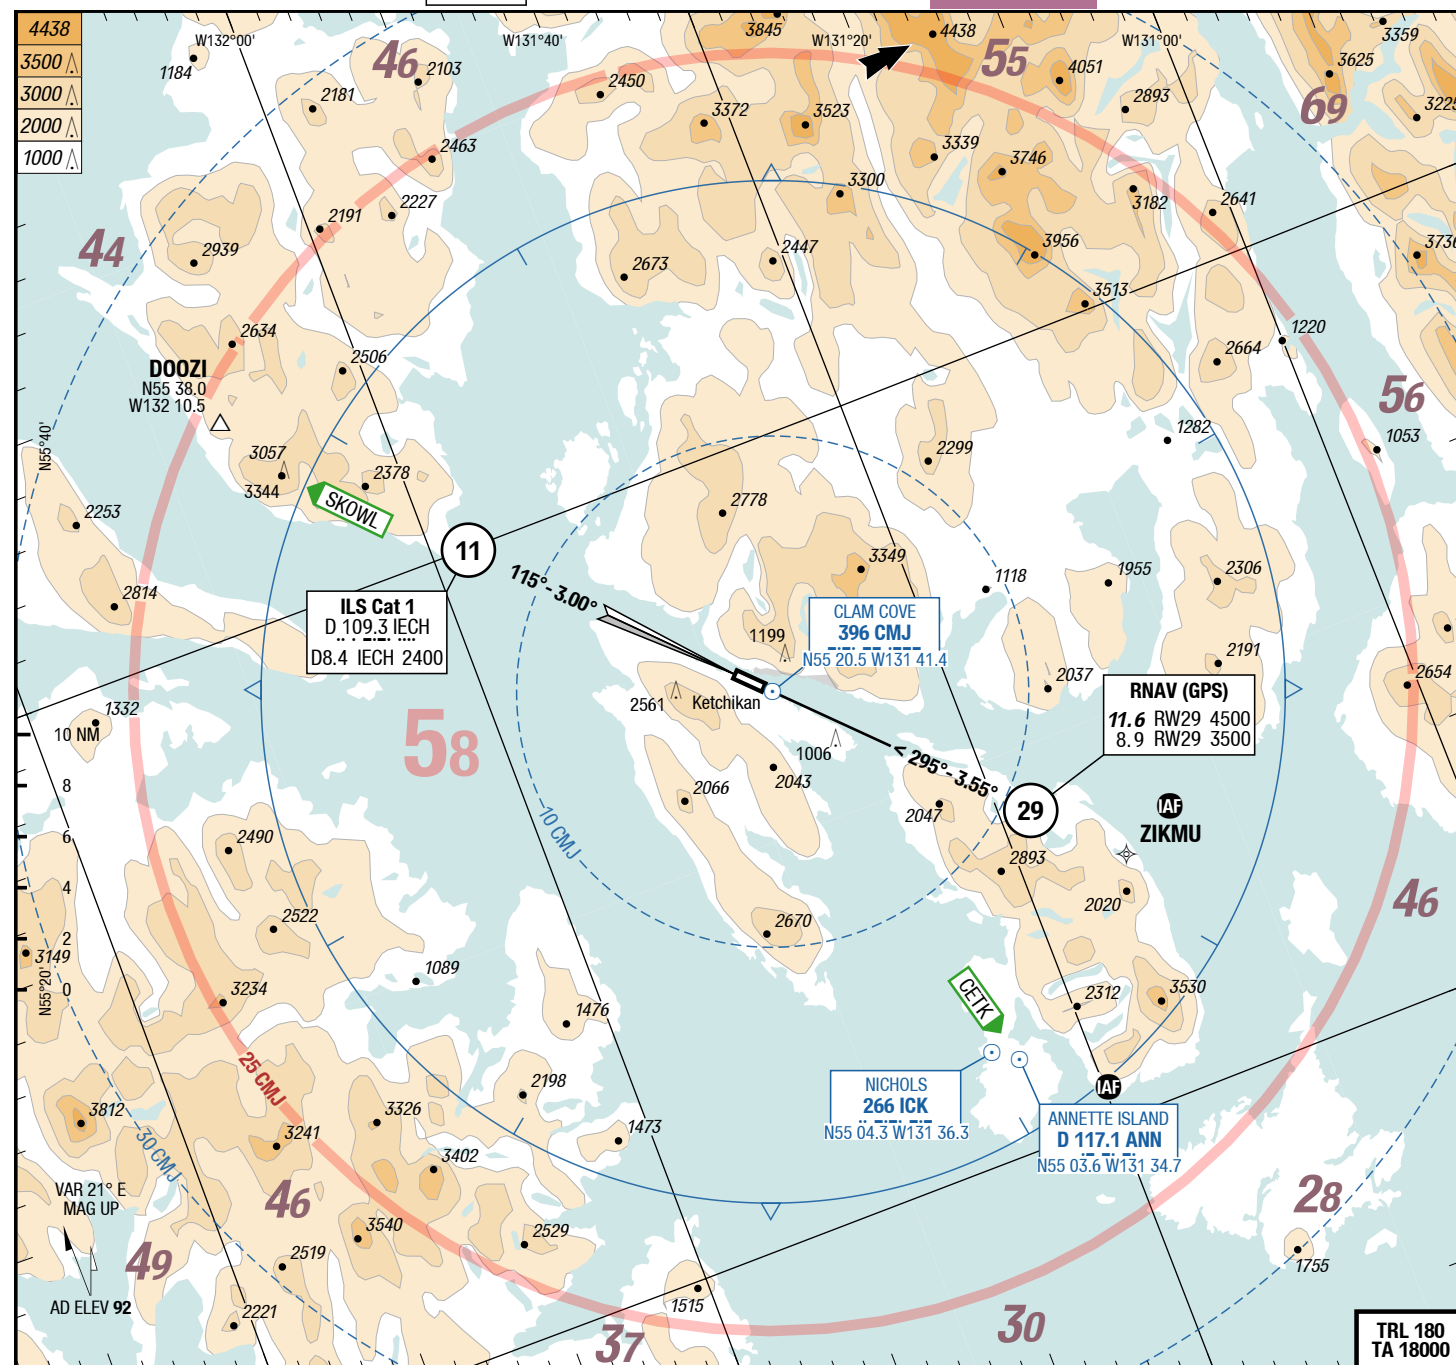 4438
3500
3000
2000
1000
W132°00'
W131°40'
W131°20'
W131°00'
1184
46
2103
2181
2450
3845
4438
55
4051
3359
3625
69
3372
3523
2893
2463
3339
3746
2191
2227
3300
3182
2641
44
2939
2673
2447
3956
3736
3513
2634
2506
1220
DOOZI
N55 38.0
W132 10.5
2664
56
N55°40'
3057
3344
2378
SKOWL
2299
1282
1053
2253
2778
11
115°- 3.00°
3349
1118
1955
2306
2814
ILS Cat 1
D 109.3 IECH
D8.4 IECH 2400
1199
CLAM COVE
396 CMJ
N55 20.5 W131 41.4
2191
2037
2654
1332
10 NM
58
2561
Ketchikan
RNAV (GPS)
11.6 RW29 4500
8.9 RW29 3500
1006
2043
< 295°- 3.55°
8
2066
10 CMJ
2047
29
IAF
ZIKMU
6
2490
2893
4
2020
46
2522
2670
2
3149
1089
N55°20'
0
3234
CETK
2312
3530
1476
25 CMJ
2198
NICHOLS
266 ICK
N55 04.3 W131 36.3
IAF
3812
3326
1473
ANNETTE ISLAND
D 117.1 ANN
N55 03.6 W131 34.7
30 CMJ
3241
3402
VAR 21° E
MAG UP
46
28
49
3540
2529
2519
1755
AD ELEV 92
2221
1515
37
30
TRL 180
TA 18000